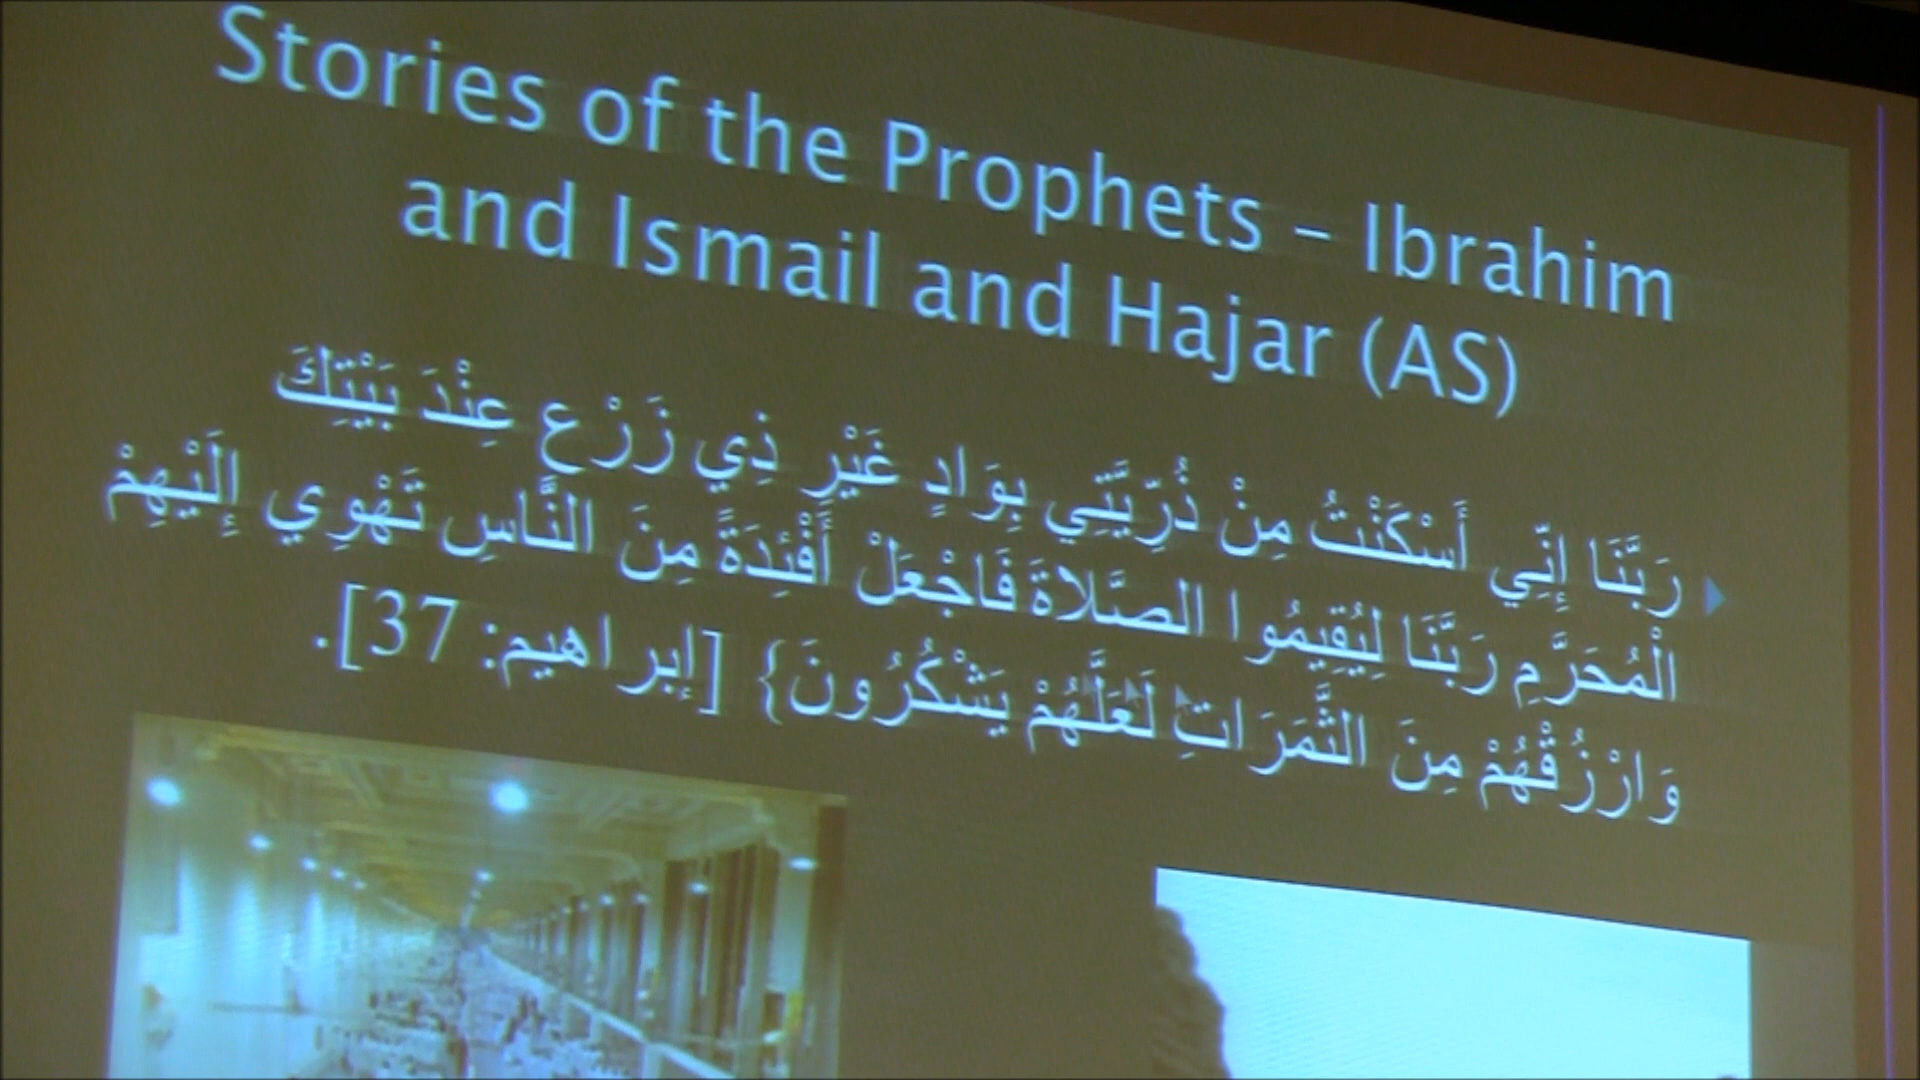 Stories of the Prophets – Ibrahim
and Ismail and Hajar (AS)
رَبَّنَا إِنِّي أَسْكَنْتُ مِنْ ذُرِّيَّتِي بِوَادٍ غَيْرِ ذِي زَرْعٍ عِنْدَ بَيْتِكَ
الْمُحَرَّمِ رَبَّنَا لِيُقِيمُوا الصَّلاةَ فَاجْعَلْ أَفْئِدَةً مِنَ النَّاسِ تَهْوِي إِلَيْهِمْ
وَارْزُقْهُمْ مِنَ الثَّمَرَاتِ لَعَلَّهُمْ يَشْكُرُونَ} [إبراهيم: 37].